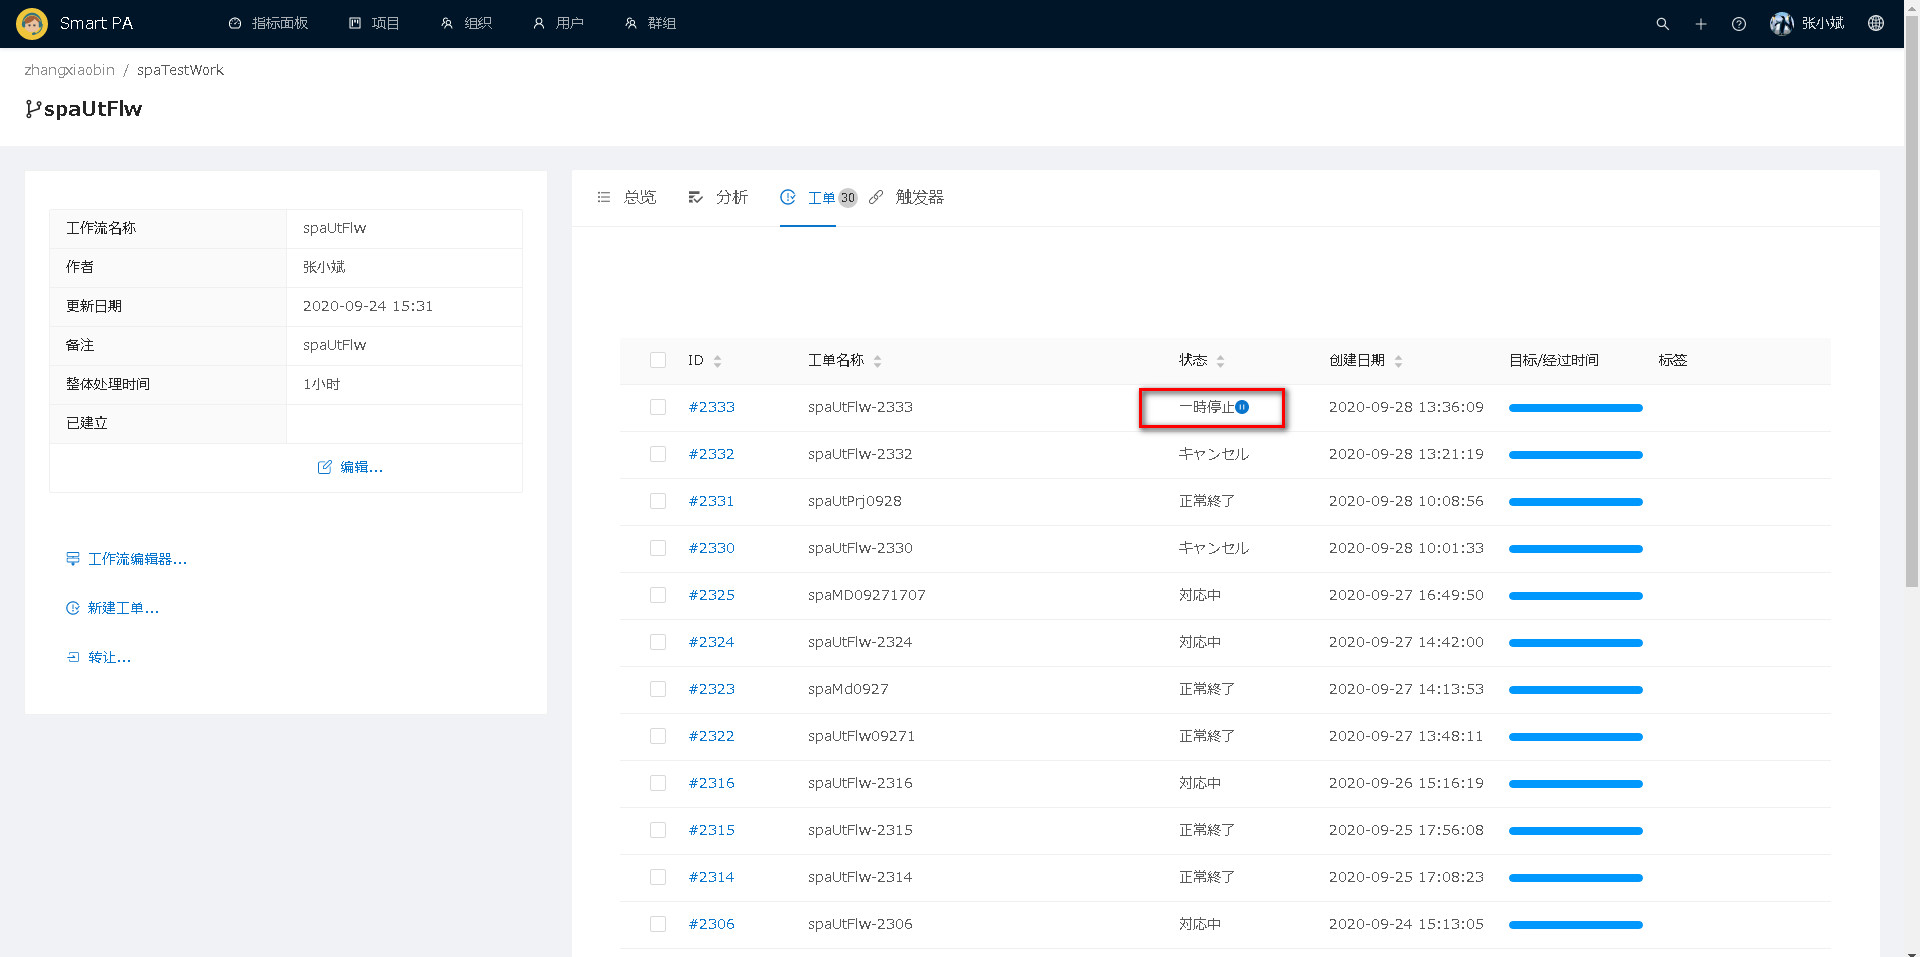 Smart PA 指标面板 项目 组织 用户 群组 张小斌
zhangxiaobin / spaTestWork
spaUtFlw
工作流名称 spaUtFlw
作者 张小斌
更新日期 2020-09-24 15:31
备注 spaUtFlw
整体处理时间 1小时
已建立
编辑...
工作流编辑器...
新建工单...
转让...
总览 分析 工单 30 触发器
ID 工单名称 状态 创建日期 目标/经过时间 标签
#2333 spaUtFlw-2333 一時停止 2020-09-28 13:36:09
#2332 spaUtFlw-2332 キャンセル 2020-09-28 13:21:19
#2331 spaUtPrj0928 正常終了 2020-09-28 10:08:56
#2330 spaUtFlw-2330 キャンセル 2020-09-28 10:01:33
#2325 spaMD09271707 対応中 2020-09-27 16:49:50
#2324 spaUtFlw-2324 対応中 2020-09-27 14:42:00
#2323 spaMd0927 正常終了 2020-09-27 14:13:53
#2322 spaUtFlw09271 正常終了 2020-09-27 13:48:11
#2316 spaUtFlw-2316 対応中 2020-09-26 15:16:19
#2315 spaUtFlw-2315 正常終了 2020-09-25 17:56:08
#2314 spaUtFlw-2314 正常終了 2020-09-25 17:08:23
#2306 spaUtFlw-2306 対応中 2020-09-24 15:13:05